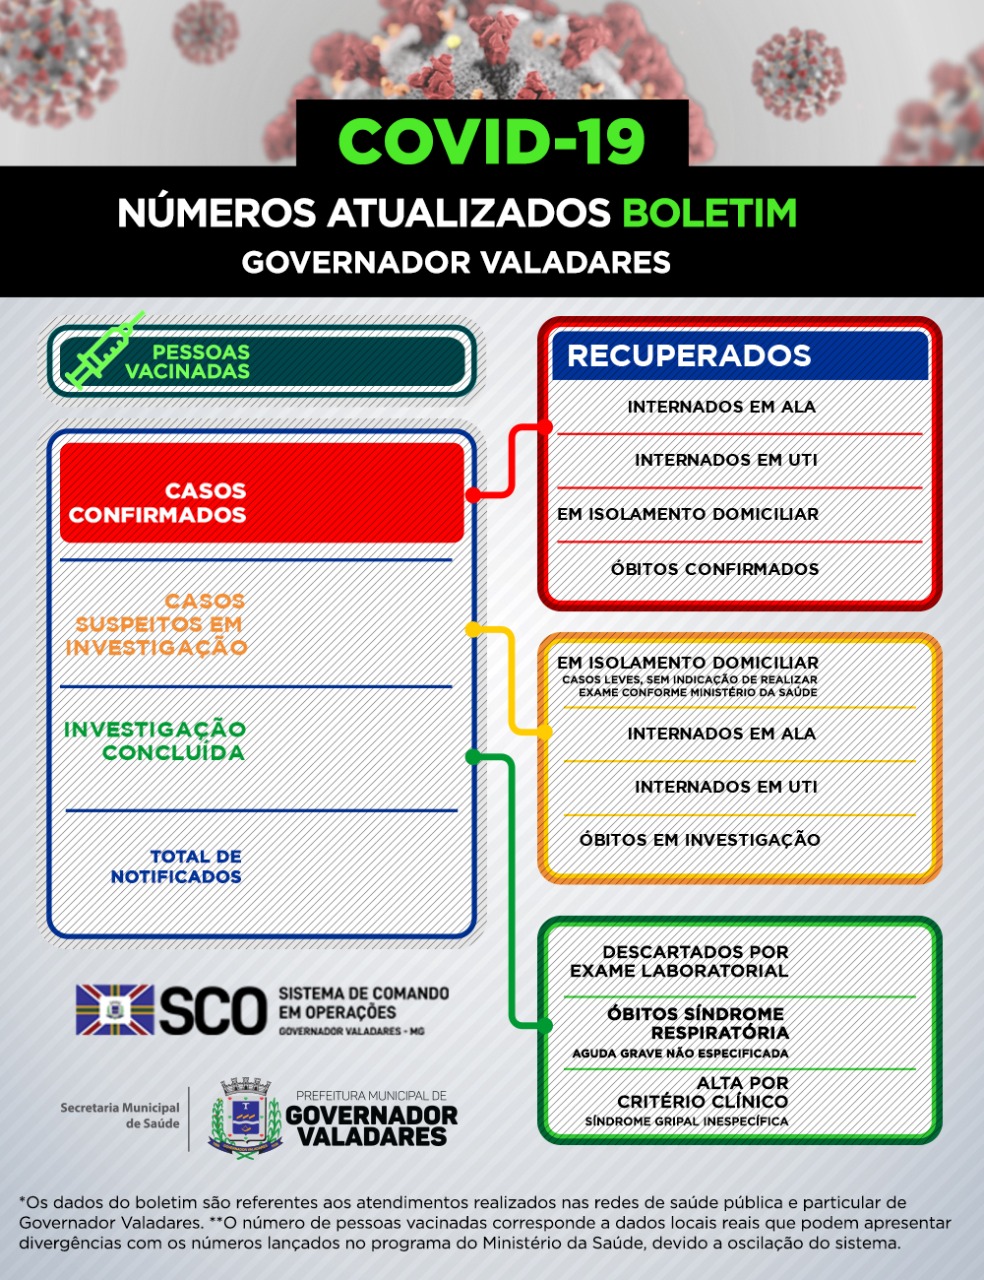 COVID-19
NÚMEROS ATUALIZADOS BOLETIM
GOVERNADOR VALADARES
PESSOAS
VACINADAS
CASOS
CONFIRMADOS
CASOS
SUSPEITOS EM
INVESTIGAÇÃO
INVESTIGAÇÃO
CONCLUÍDA
TOTAL DE
NOTIFICADOS
RECUPERADOS
INTERNADOS EM ALA
INTERNADOS EM UTI
EM ISOLAMENTO DOMICILIAR
ÓBITOS CONFIRMADOS
EM ISOLAMENTO DOMICILIAR
CASOS LEVES, SEM INDICAÇÃO DE REALIZAR
EXAME CONFORME MINISTÉRIO DA SAÚDE
INTERNADOS EM ALA
INTERNADOS EM UTI
ÓBITOS EM INVESTIGAÇÃO
DESCARTADOS POR
EXAME LABORATORIAL
ÓBITOS SÍNDROME
RESPIRATÓRIA
AGUDA GRAVE NÃO ESPECIFICADA
ALTA POR
CRITÉRIO CLÍNICO
SÍNDROME GRIPAL INESPECÍFICA
SCO
SISTEMA DE COMANDO
EM OPERAÇÕES
GOVERNADOR VALADARES - MG
Secretaria Municipal
de Saúde
PREFEITURA MUNICIPAL DE
GOVERNADOR
VALADARES
*Os dados do boletim são referentes aos atendimentos realizados nas redes de saúde pública e particular de
Governador Valadares. **O número de pessoas vacinadas corresponde a dados locais reais que podem apresentar
divergências com os números lançados no programa do Ministério da Saúde, devido a oscilação do sistema.